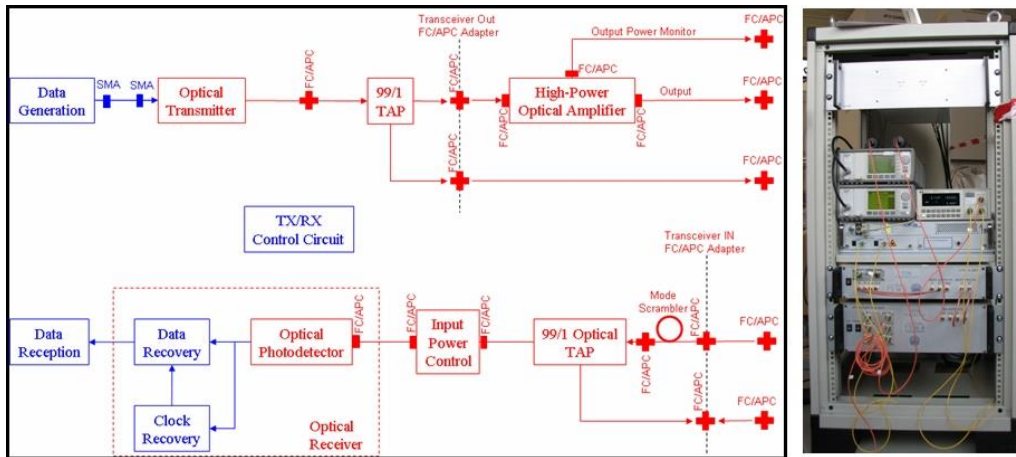 Transceiver Out
FC/APC Adapter
Output Power Monitor
FC/APC
FC/APC
Data
Generation
SMA
SMA
Optical
Transmitter
FC/APC
99/1
TAP
FC/APC
FC/APC
High-Power
Optical Amplifier
Output
FC/APC
FC/APC
FC/APC
FC/APC
TX/RX
Control Circuit
Transceiver IN
FC/APC Adapter
Data
Reception
Data
Recovery
Optical
Photodetector
FC/APC
FC/APC
Input
Power
Control
FC/APC
99/1 Optical
TAP
Mode
Scrambler
FC/APC
FC/APC
FC/APC
Clock
Recovery
Optical
Receiver
FC/APC
FC/APC